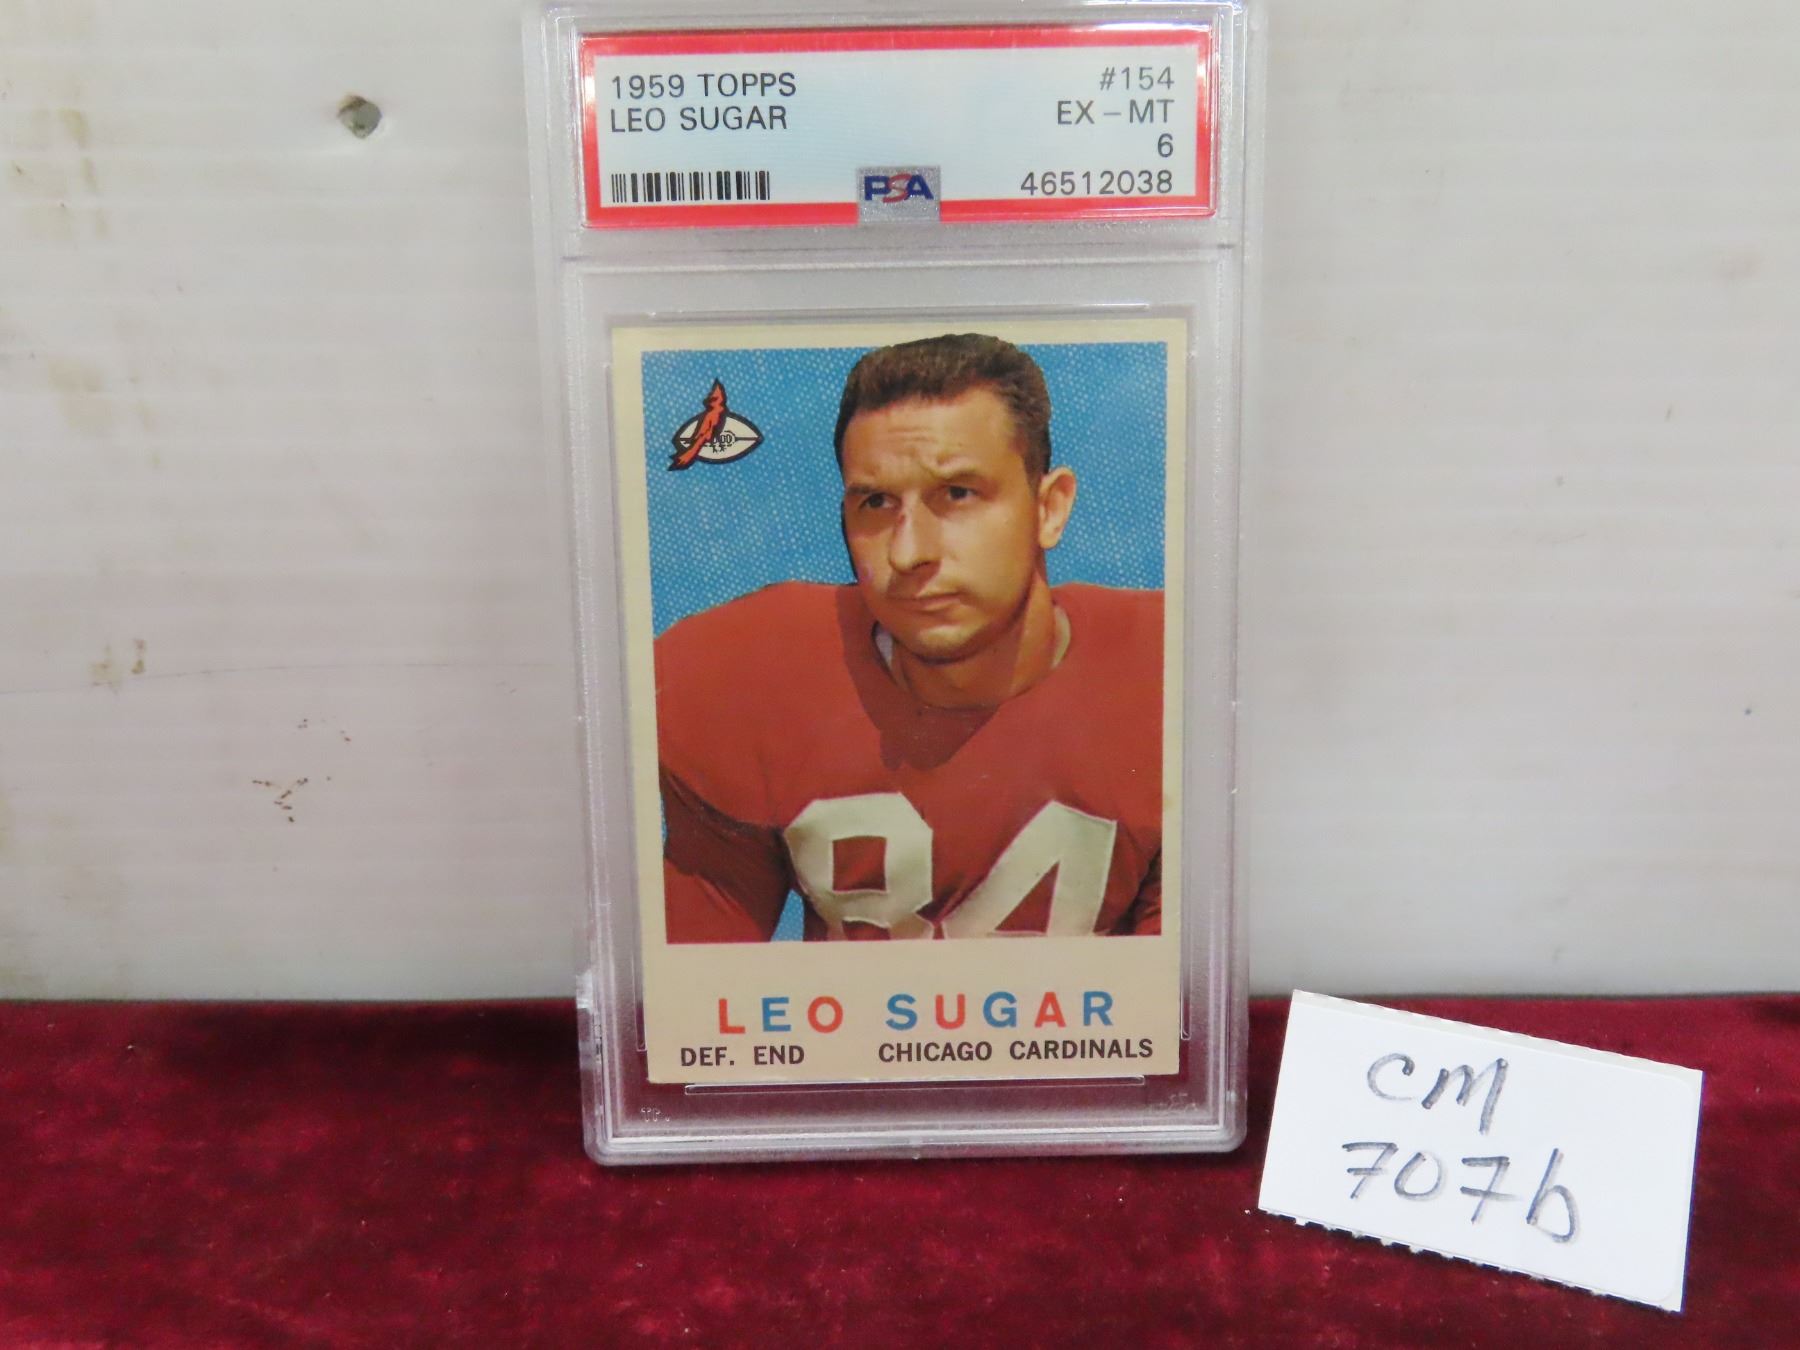 1959 TOPPS #154
LEO SUGAR EX-MT
6
PSA 46512038
84
LEO SUGAR
DEF. END CHICAGO CARDINALS
CM
707b